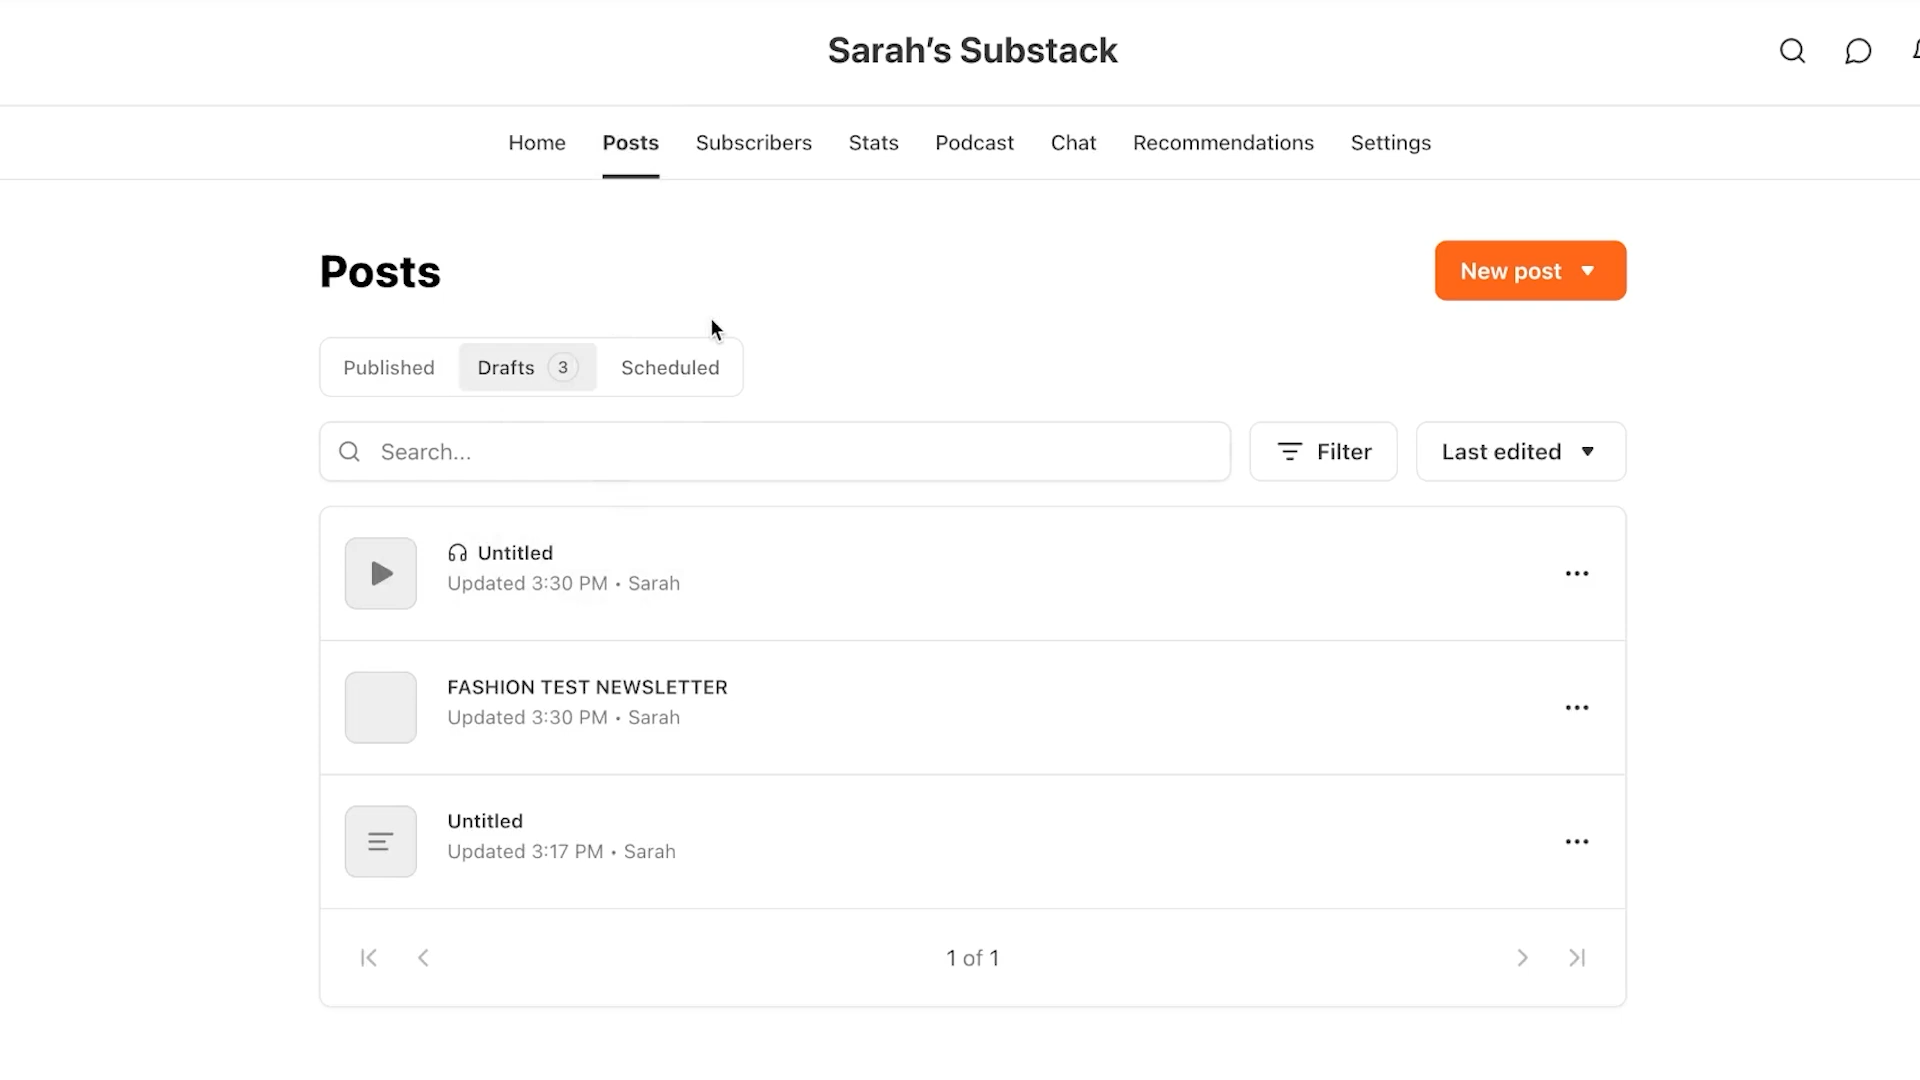 Sarah’s Substack
Home Posts Subscribers Stats Podcast Chat Recommendations Settings
Posts
New post
Published Drafts 3 Scheduled
Search...
Filter
Last edited
Untitled
Updated 3:30 PM • Sarah
FASHION TEST NEWSLETTER
Updated 3:30 PM • Sarah
Untitled
Updated 3:17 PM • Sarah
1 of 1